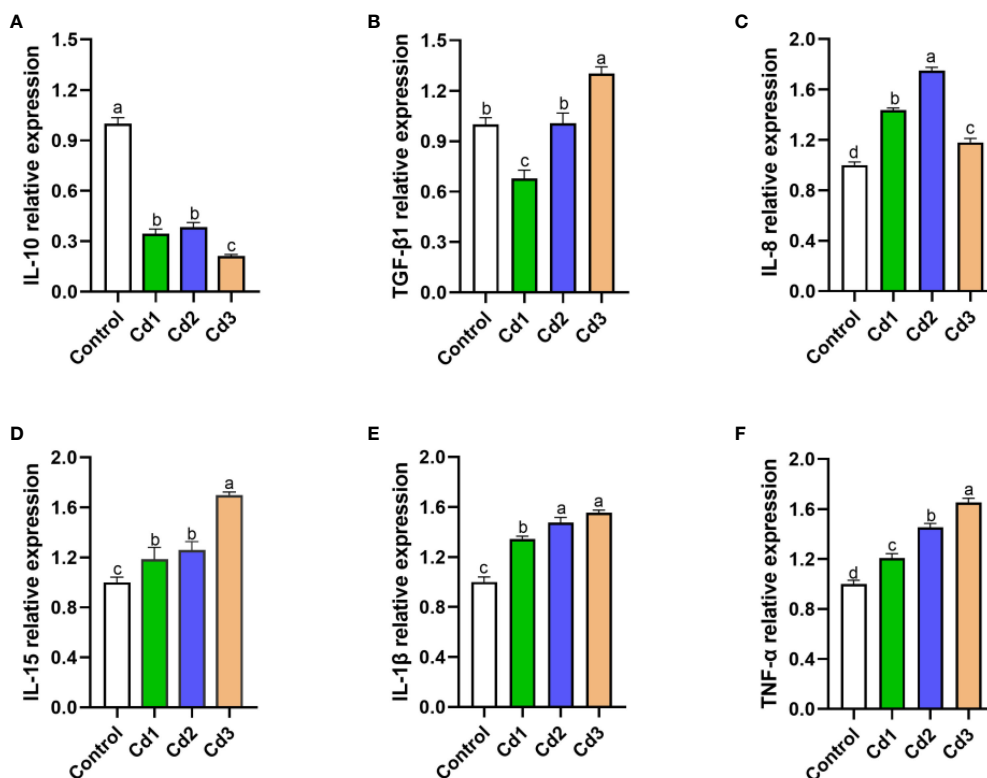 A
IL-10 relative expression
1.5
1.2
0.9
0.6
0.3
0.0
a
b
b
c
Control
Cd1
Cd2
Cd3
B
TGF-β1 relative expression
1.5
1.2
0.9
0.6
0.3
0.0
b
c
b
a
Control
Cd1
Cd2
Cd3
C
IL-8 relative expression
2.0
1.6
1.2
0.8
0.4
0.0
d
b
a
c
Control
Cd1
Cd2
Cd3
D
IL-15 relative expression
2.0
1.6
1.2
0.8
0.4
0.0
c
b
b
a
Control
Cd1
Cd2
Cd3
E
IL-1β relative expression
2.0
1.6
1.2
0.8
0.4
0.0
c
b
a
a
Control
Cd1
Cd2
Cd3
F
TNF-α relative expression
2.0
1.6
1.2
0.8
0.4
0.0
d
c
b
a
Control
Cd1
Cd2
Cd3